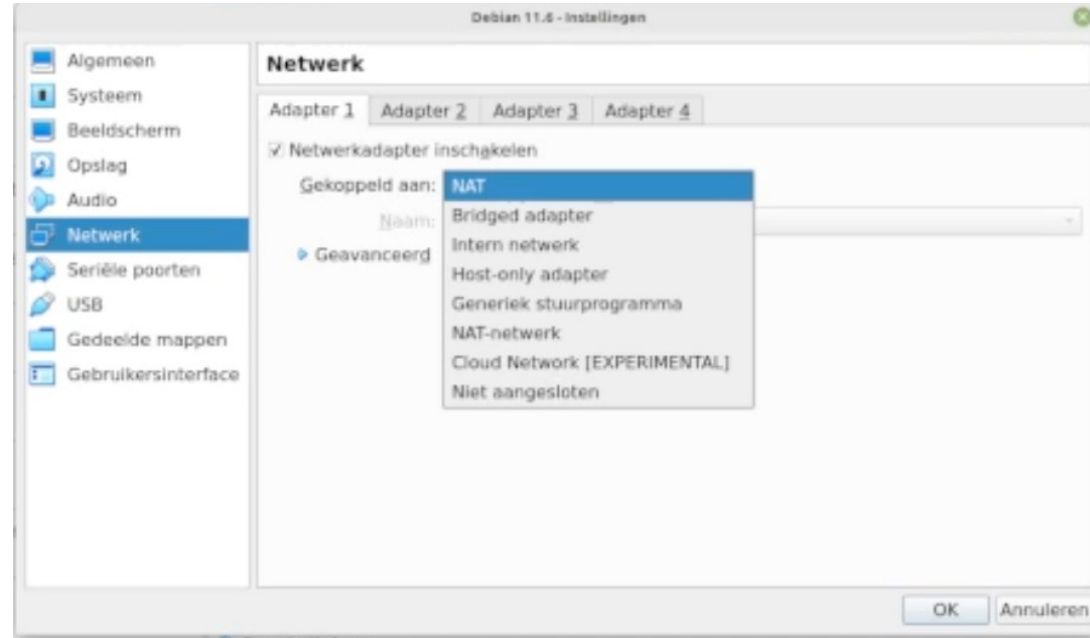 Debian 11.6 - Instellingen
Algemeen
Systeem
Beeldscherm
Opslag
Audio
Netwerk
Seriële poorten
USB
Gedeelde mappen
Gebruikersinterface
Netwerk
Adapter 1 Adapter 2 Adapter 3 Adapter 4
Netwerkadapter inschakelen
Gekoppeld aan: NAT
Naam:
Geavanceerd
Bridged adapter
Intern netwerk
Host-only adapter
Generiek stuurprogramma
NAT-netwerk
Cloud Network [EXPERIMENTAL]
Niet aangesloten
OK Annuleren